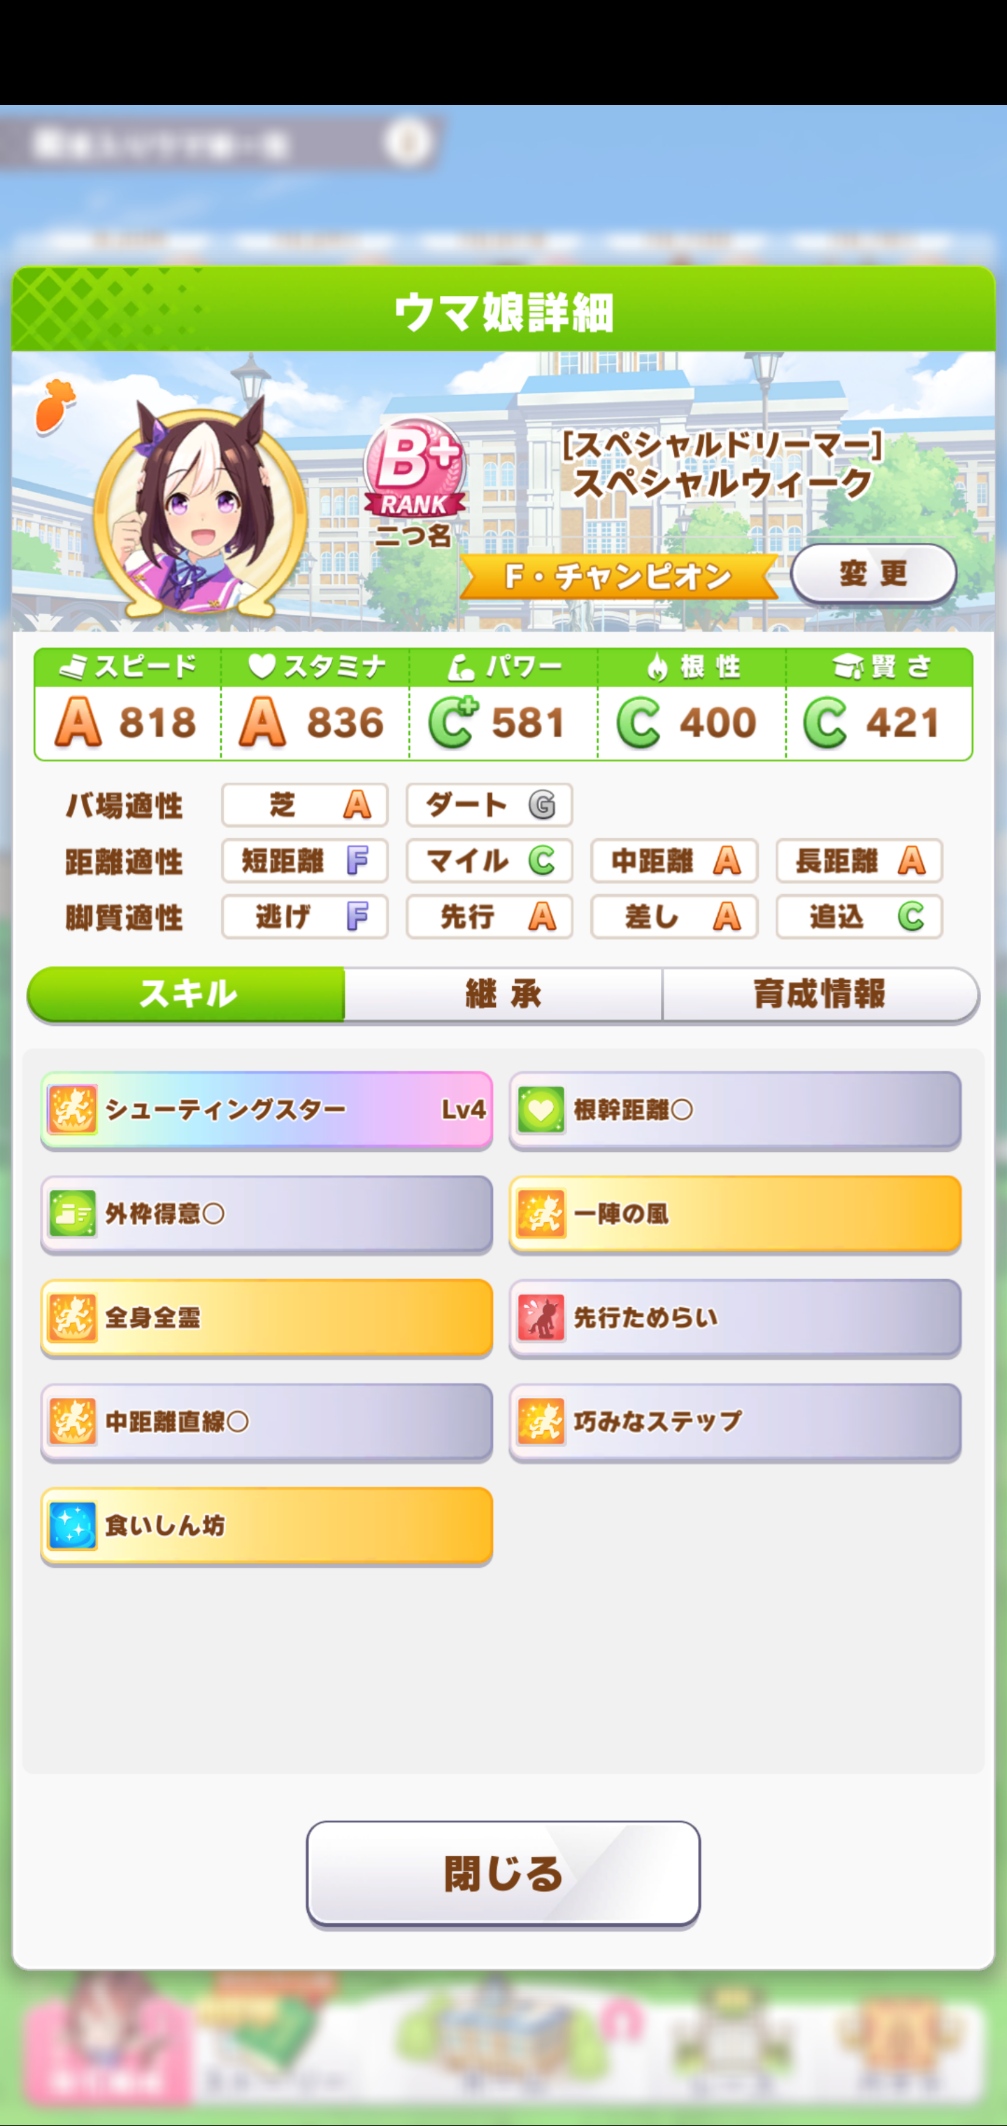 ウマ娘詳細
B+
RANK
二つ名
[スペシャルドリーマー]
スペシャルウィーク
F・チャンピオン
変更
スピード スタミナ パワー 根性 賢さ
A 818 A 836 C+ 581 C 400 C 421
バ場適性 芝 A ダート G
距離適性 短距離 F マイル C 中距離 A 長距離 A
脚質適性 逃げ F 先行 A 差し A 追込 C
スキル 継承 育成情報
シューティングスター Lv4 根幹距離○
外枠得意○ 一陣の風
全身全霊 先行ためらい
中距離直線○ 巧みなステップ
食いしん坊
閉じる